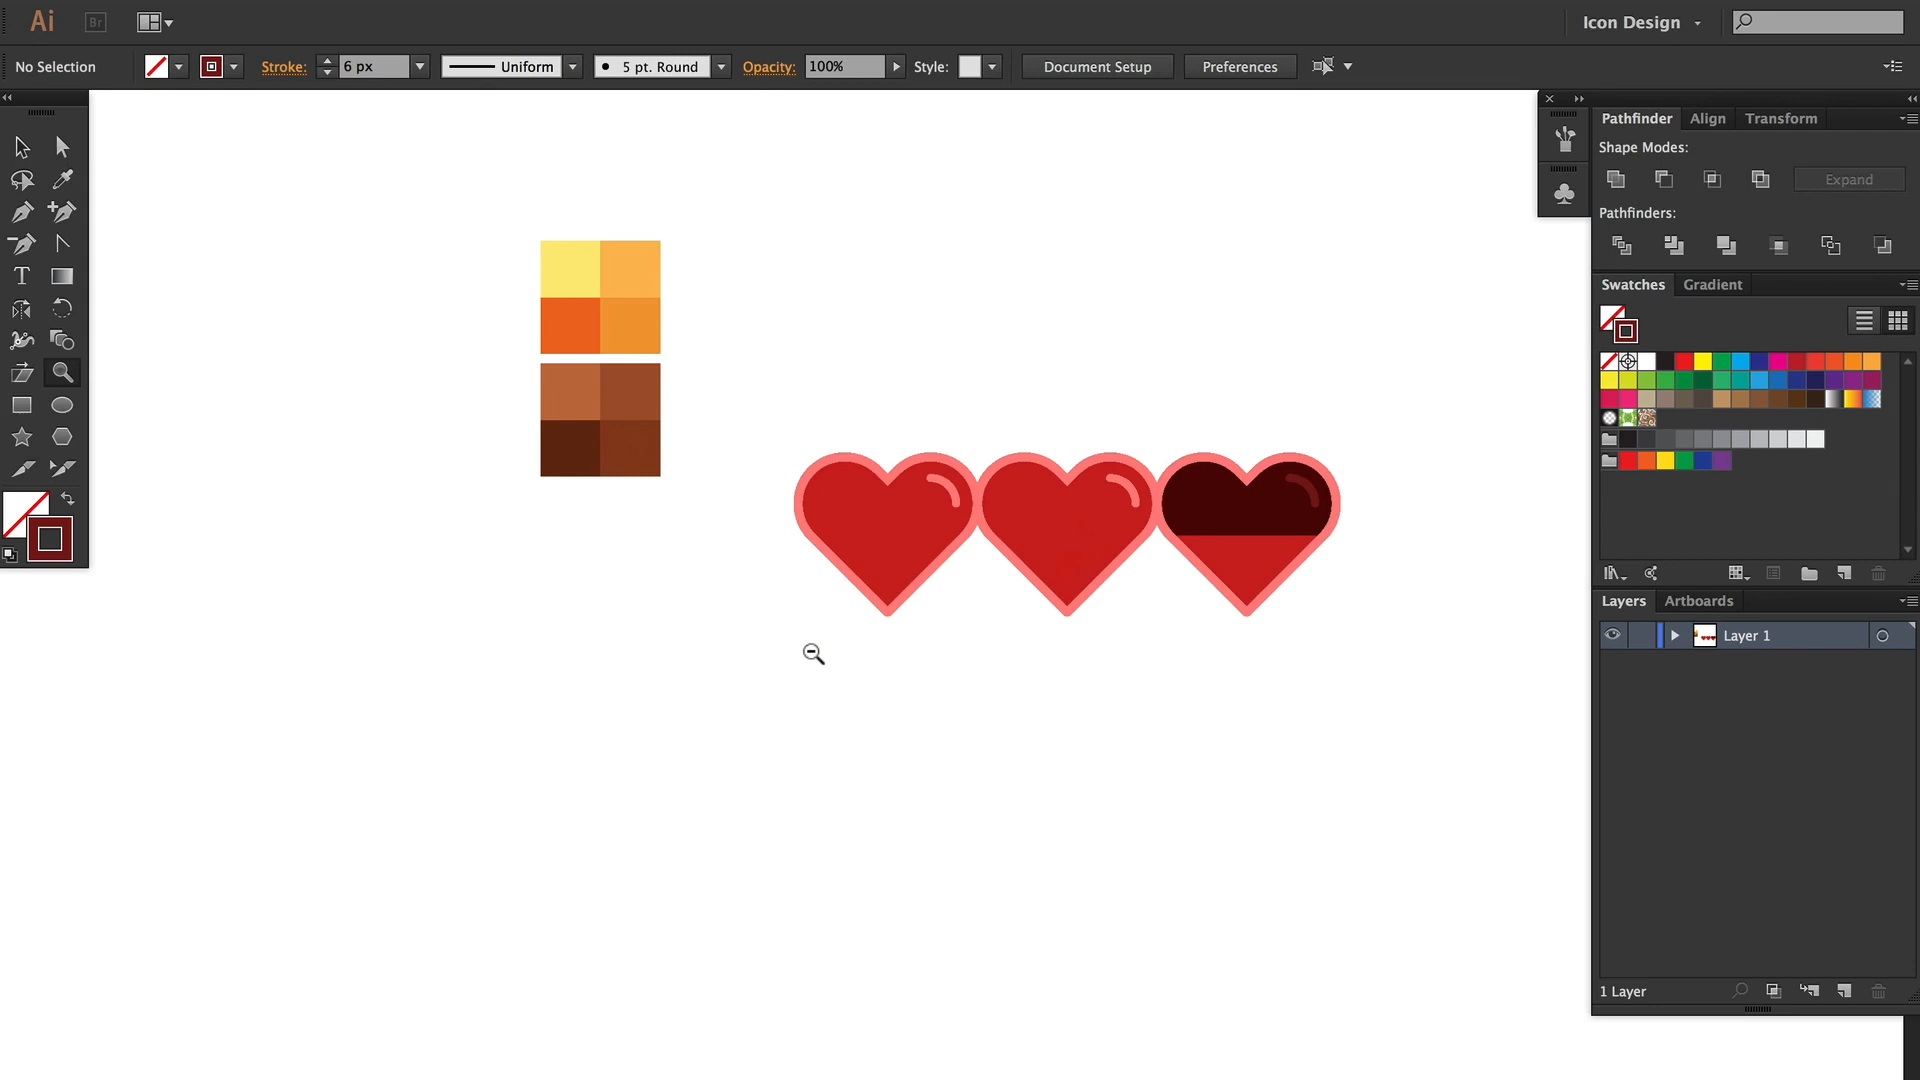 Ai Br Icon Design
No Selection Stroke: 6 px Uniform 5 pt. Round Opacity: 100% Style: Document Setup Preferences
Pathfinder Align Transform
Shape Modes:
Expand
Pathfinders:
T
Swatches Gradient
Layers Artboards
Layer 1
1 Layer